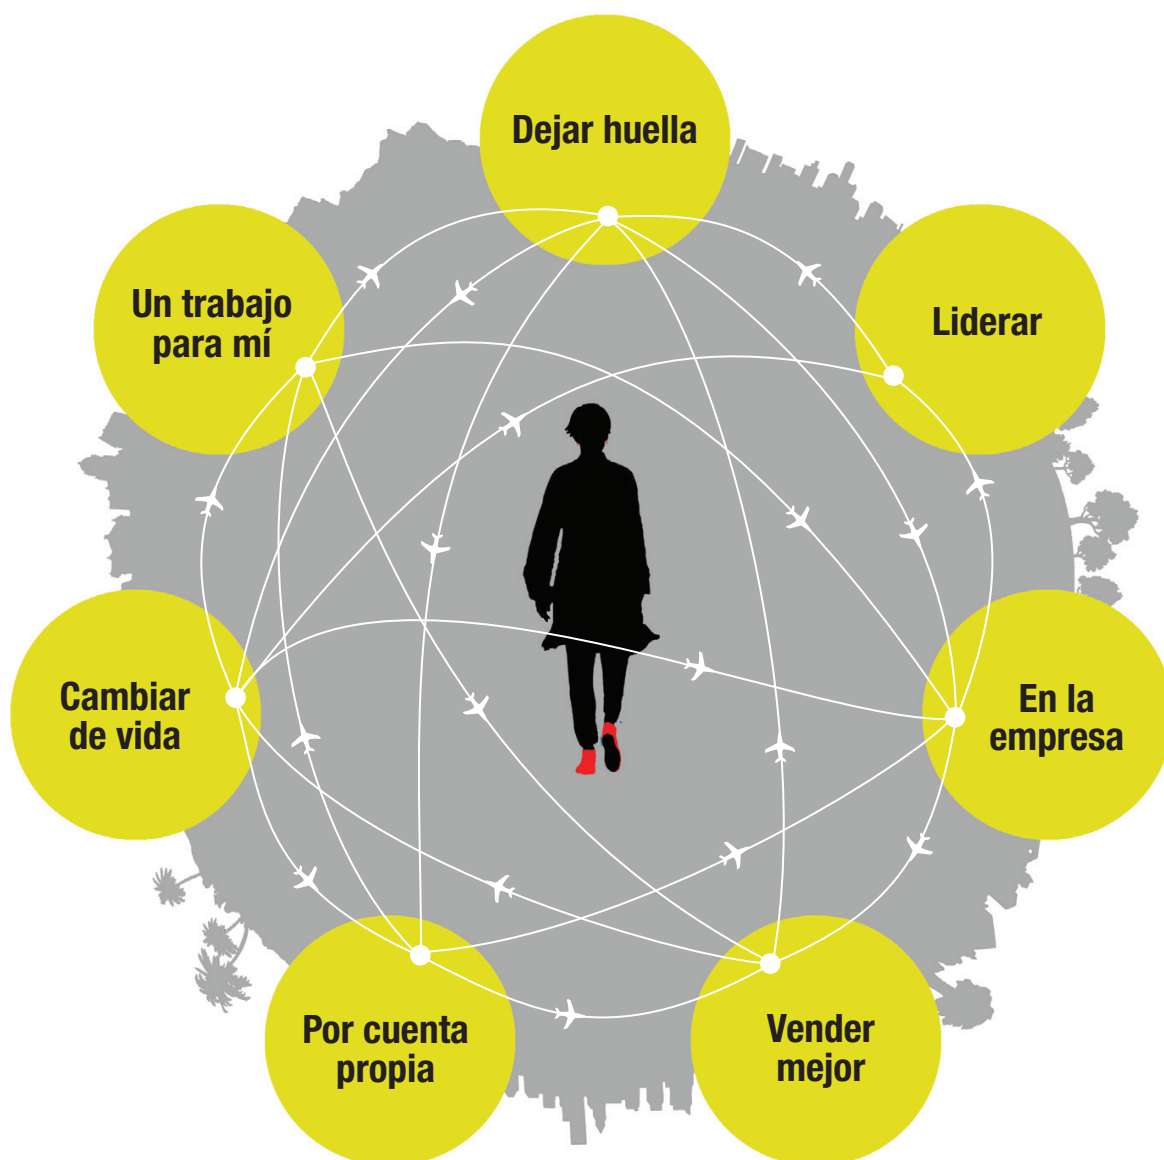 Dejar huella
Liderar
En la
empresa
Vender
mejor
Por cuenta
propia
Cambiar
de vida
Un trabajo
para mí